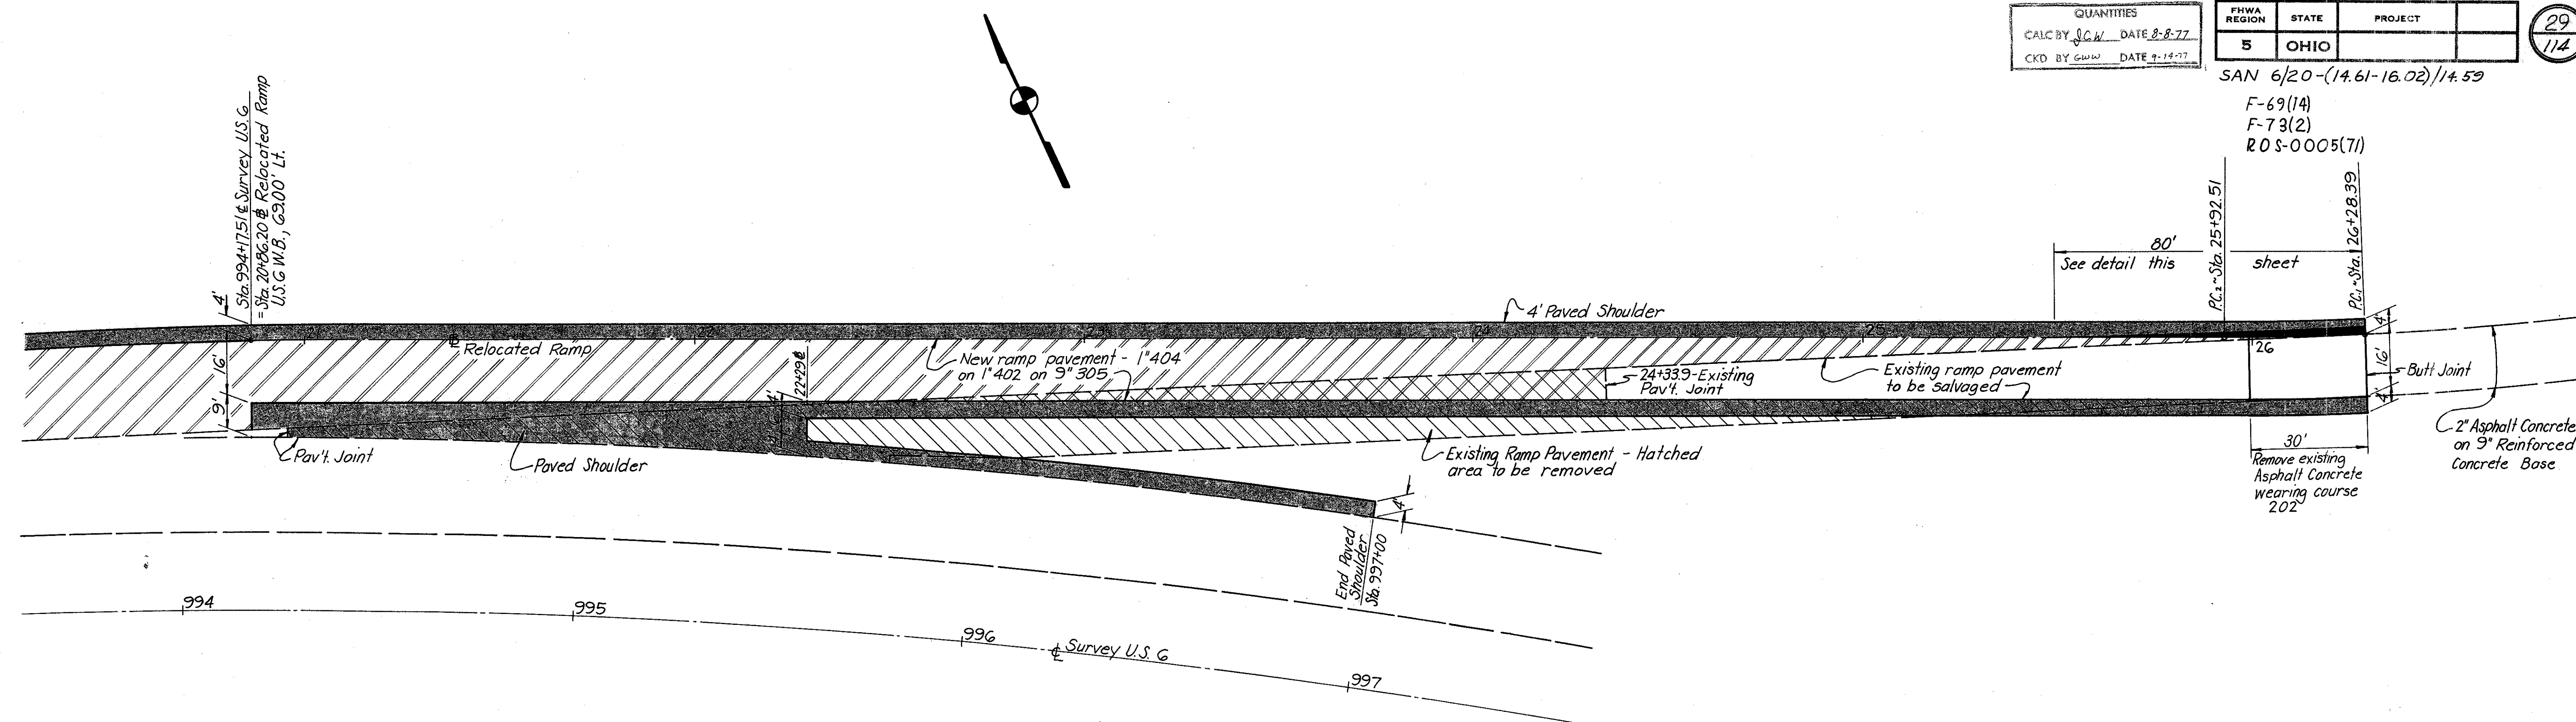 QUANTITIES
CALC BY JGW DATE 8-8-77
CKD BY GWW DATE 9-14-77
FHWA REGION STATE PROJECT
5 OHIO
29
114
SAN 6/20-(14.61-16.02)/14.59
F-69(14)
F-73(2)
ROS-0005(71)
Sta. 994+17.51 ℄ Survey U.S. 6
= Sta. 20+86.20 ⅊ Relocated Ramp
U.S. 6 W.B., 69.00' Lt.
P.C.2 - Sta. 25+92.51
P.C.1 - Sta. 26+28.39
80'
See detail this sheet
4'
4' Paved Shoulder
4'
22
23
24
25
26
Relocated Ramp
16'
9'
22+29
4'
New ramp pavement - 1" 404
on 1" 402 on 9" 305
24+33.9-Existing
Pav't. Joint
Existing ramp pavement
to be salvaged
16'
4'
Butt Joint
Pav't. Joint
Paved Shoulder
Existing Ramp Pavement - Hatched
area to be removed
30'
Remove existing
Asphalt Concrete
wearing course
202
2" Asphalt Concrete
on 9" Reinforced
Concrete Base
4'
End Paved
Shoulder
Sta. 997+00
994
995
996
℄ Survey U.S. 6
997